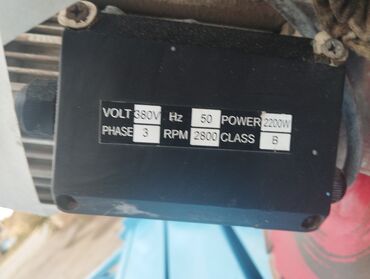 VOLT 380V Hz 50 POWER 2200W
PHASE 3 RPM 2800 CLASS B